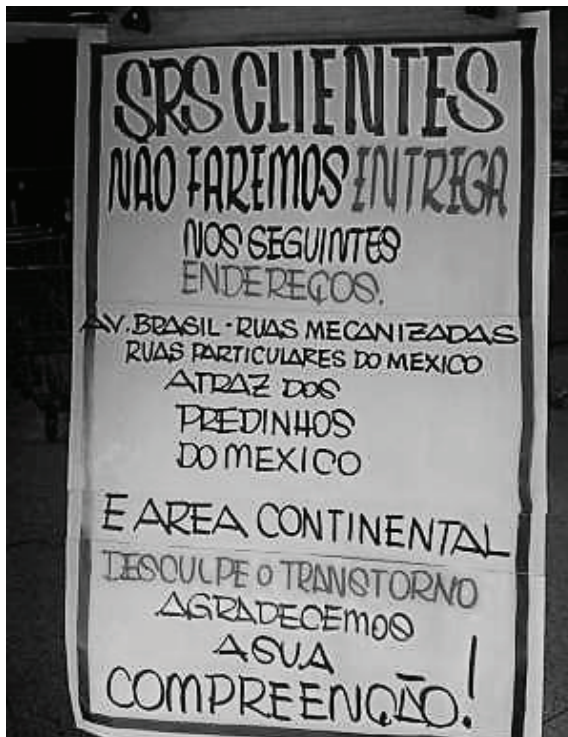 SRS CLIENTES
NÃO FAREMOS ENTREGA
NOS SEGUINTES
ENDEREÇOS.
AV. BRASIL - RUAS MECANIZADAS
RUAS PARTICULARES DO MEXICO
ATRAZ DOS
PREDINHOS
DO MEXICO
E AREA CONTINENTAL
DESCULPE O TRANSTORNO
AGRADECEMOS
A SUA
COMPREENÇÃO!